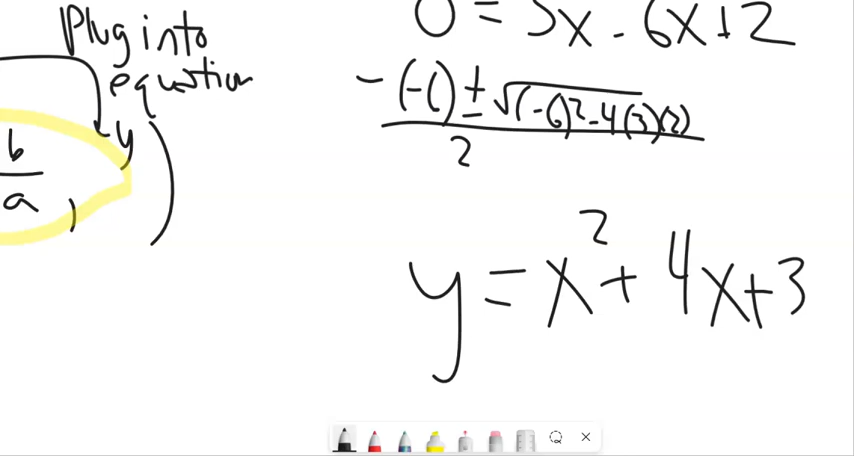 Plug into
equation
b
a
,
y
)
0 = 3x - 6x + 2
-(-6) ± √(-6)² - 4(3)(2)
2
y = x² + 4x + 3